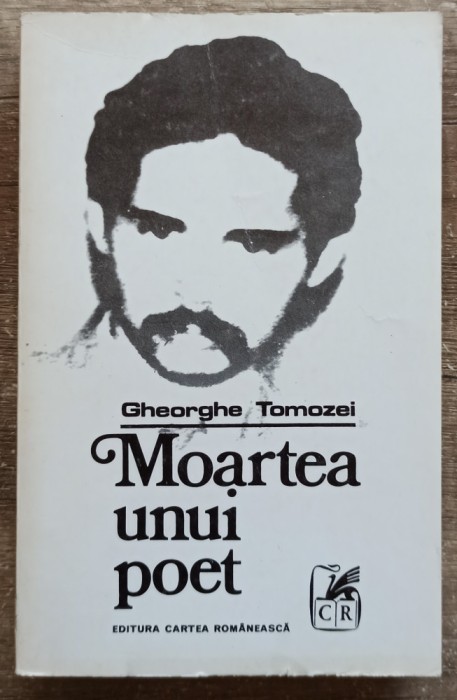 Gheorghe Tomozei
Moartea
unui
poet
EDITURA CARTEA ROMÂNEASCĂ
CR